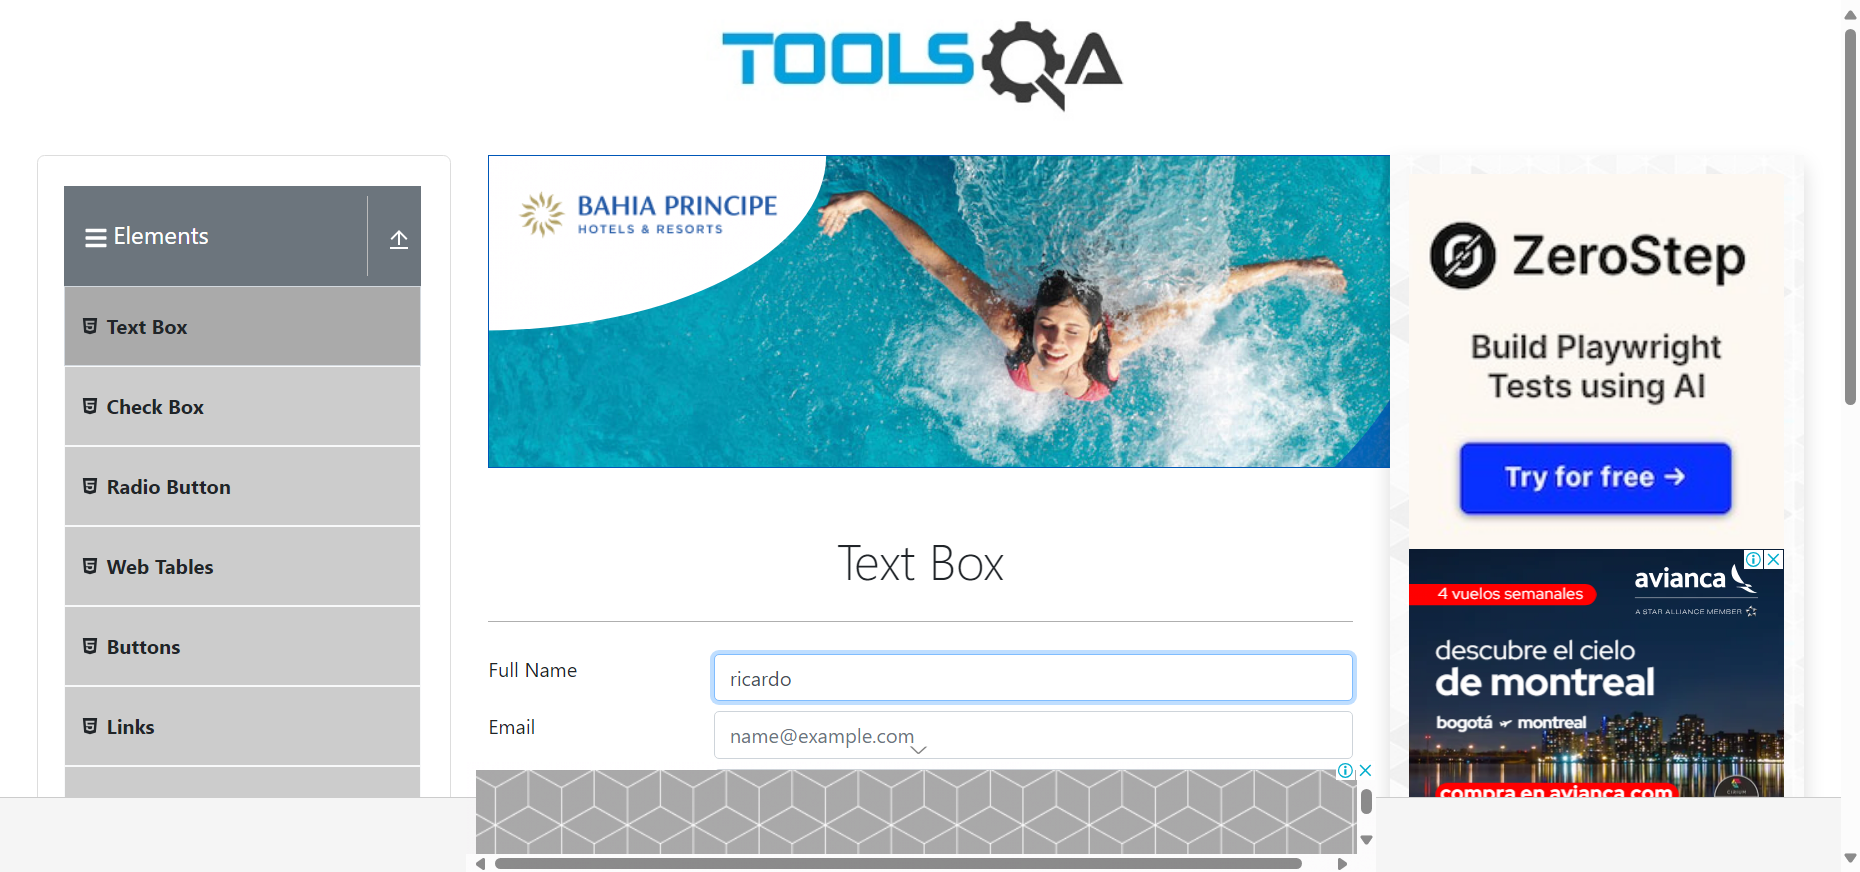 TOOLSQA
Elements
Text Box
Check Box
Radio Button
Web Tables
Buttons
Links
BAHIA PRINCIPE
HOTELS & RESORTS
Text Box
Full Name
ricardo
Email
name@example.com
ZeroStep
Build Playwright
Tests using AI
Try for free →
4 vuelos semanales
avianca
A STAR ALLIANCE MEMBER
descubre el cielo
de montreal
bogotá montreal
compra en avianca.com